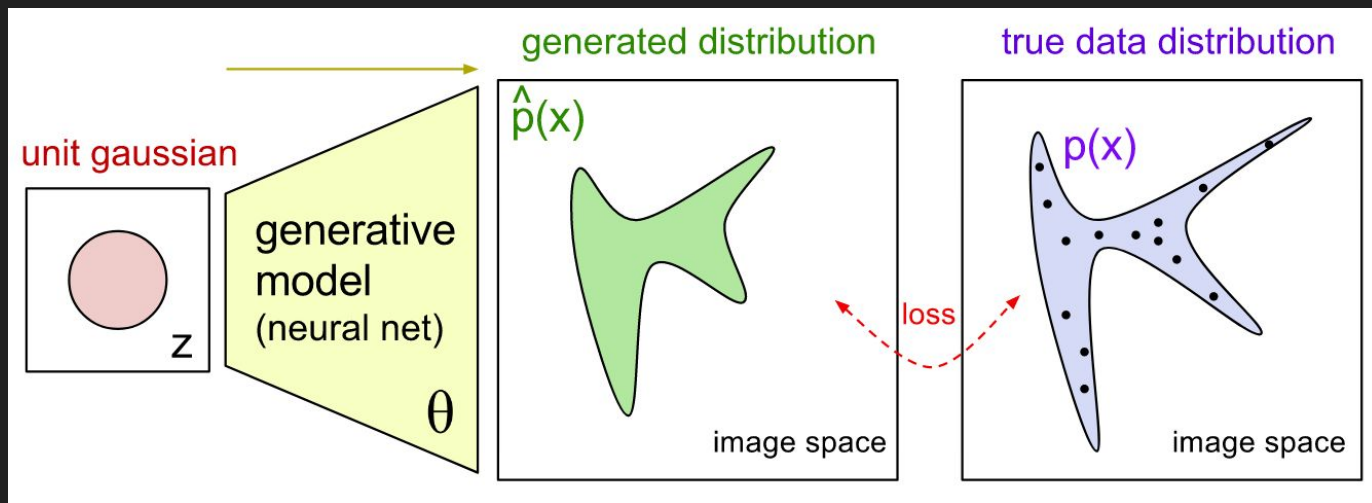 unit gaussian
z
generative
model
(neural net)
θ
generated distribution
p̂(x)
image space
loss
true data distribution
p(x)
image space